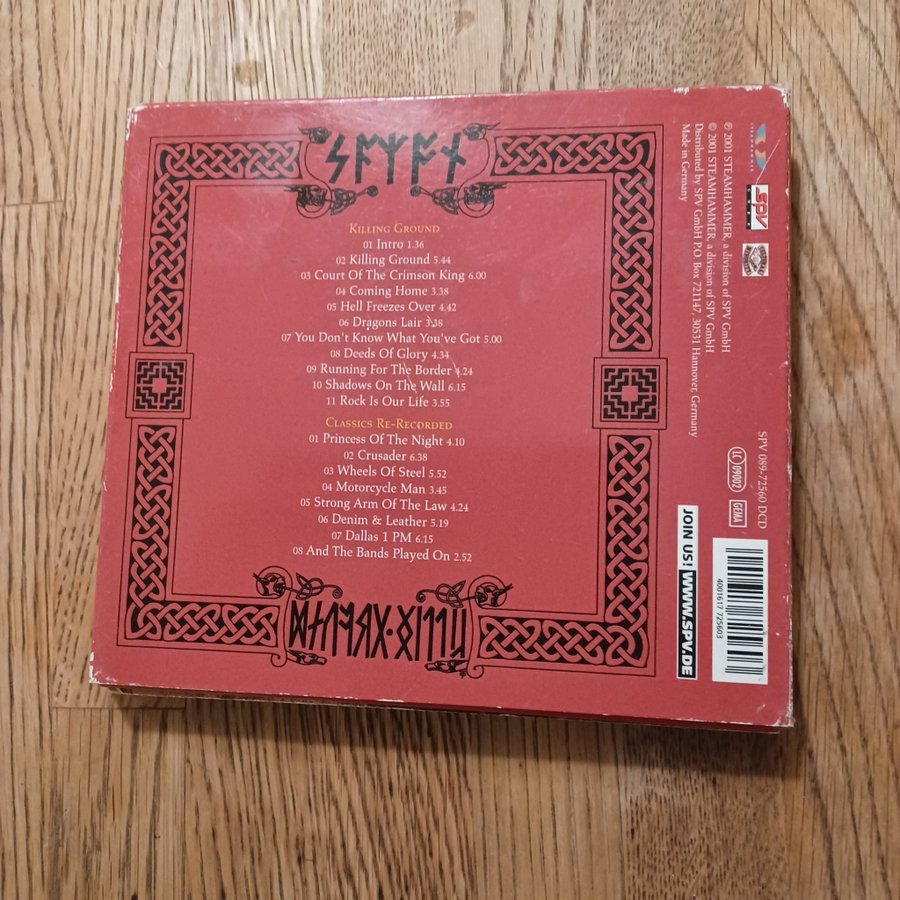 KILLING GROUND
01 Intro 1.36
02 Killing Ground 5.44
03 Court Of The Crimson King 6.00
04 Coming Home 3.38
05 Hell Freezes Over 4.42
06 Dragons Lair 3.38
07 You Don't Know What You've Got 5.00
08 Deeds Of Glory 4.34
09 Running For The Border 4.24
10 Shadows On The Wall 6.15
11 Rock Is Our Life 3.55
CLASSICS RE-RECORDED
01 Princess Of The Night 4.10
02 Crusader 6.38
03 Wheels Of Steel 5.52
04 Motorcycle Man 3.45
05 Strong Arm Of The Law 4.24
06 Denim & Leather 5.19
07 Dallas 1 PM 6.15
08 And The Bands Played On 2.52
STEAMHAMMER
SPV
℗ 2001 STEAMHAMMER, a division of SPV GmbH
© 2001 STEAMHAMMER, a division of SPV GmbH
Distributed by SPV GmbH P.O. Box 721147, 30531 Hannover, Germany
Made in Germany
SPV 089-72560 DCD
LC 09002
GEMA
JOIN US! WWW.SPV.DE
4001617 725603